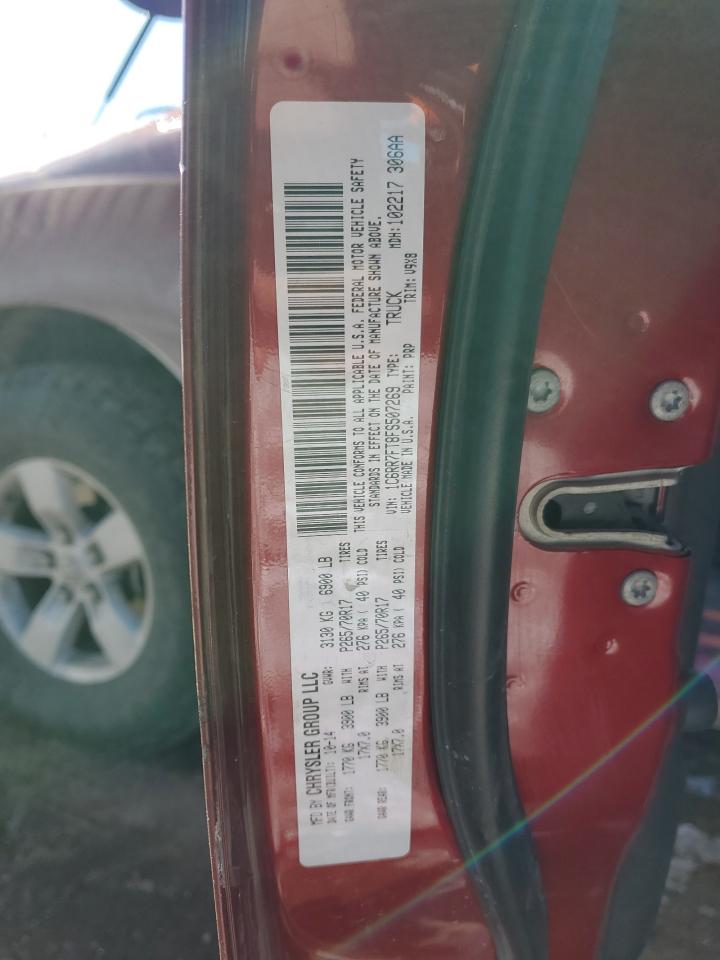 MFD BY CHRYSLER GROUP LLC
DATE OF MFR(BUILT): 10-14 GVWR: 3130 KG ( 6900 LB
GAWR FRONT: 1770 KG 3900 LB WITH P265/70R17 TIRES
17X7.0 RIMS AT 276 KPA ( 40 PSI) COLD
GAWR REAR: 1770 KG 3900 LB WITH P265/70R17 TIRES
17X7.0 RIMS AT 276 KPA ( 40 PSI) COLD
THIS VEHICLE CONFORMS TO ALL APPLICABLE U.S.A. FEDERAL MOTOR VEHICLE SAFETY
STANDARDS IN EFFECT ON THE DATE OF MANUFACTURE SHOWN ABOVE.
VIN: 1C6RR7FT8FS507269 TYPE: TRUCK MDH: 102217 306AA
VEHICLE MADE IN U.S.A. PAINT: PRP TRIM: V9X8